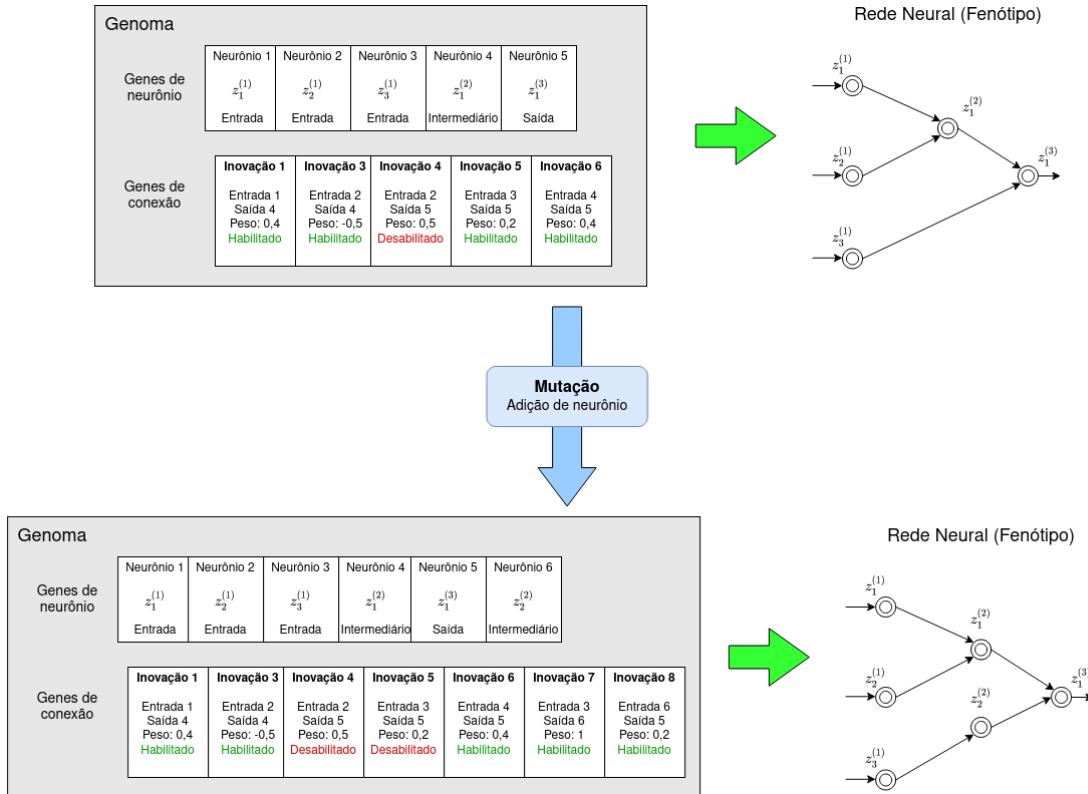 Genoma
Genes de
neurônio
Neurônio 1
$z_1^{(1)}$
Entrada
Neurônio 2
$z_2^{(1)}$
Entrada
Neurônio 3
$z_3^{(1)}$
Entrada
Neurônio 4
$z_1^{(2)}$
Intermediário
Neurônio 5
$z_1^{(3)}$
Saída
Genes de
conexão
Inovação 1
Entrada 1
Saída 4
Peso: 0,4
Habilitado
Inovação 3
Entrada 2
Saída 4
Peso: -0,5
Habilitado
Inovação 4
Entrada 2
Saída 5
Peso: 0,5
Desabilitado
Inovação 5
Entrada 3
Saída 5
Peso: 0,2
Habilitado
Inovação 6
Entrada 4
Saída 5
Peso: 0,4
Habilitado
Rede Neural (Fenótipo)
$z_1^{(1)}$
$z_1^{(2)}$
$z_2^{(1)}$
$z_1^{(3)}$
$z_3^{(1)}$
Mutação
Adição de neurônio
Genoma
Genes de
neurônio
Neurônio 1
$z_1^{(1)}$
Entrada
Neurônio 2
$z_2^{(1)}$
Entrada
Neurônio 3
$z_3^{(1)}$
Entrada
Neurônio 4
$z_1^{(2)}$
Intermediário
Neurônio 5
$z_1^{(3)}$
Saída
Neurônio 6
$z_2^{(2)}$
Intermediário
Genes de
conexão
Inovação 1
Entrada 1
Saída 4
Peso: 0,4
Habilitado
Inovação 3
Entrada 2
Saída 4
Peso: -0,5
Habilitado
Inovação 4
Entrada 2
Saída 5
Peso: 0,5
Desabilitado
Inovação 5
Entrada 3
Saída 5
Peso: 0,2
Desabilitado
Inovação 6
Entrada 4
Saída 5
Peso: 0,4
Habilitado
Inovação 7
Entrada 3
Saída 6
Peso: 1
Habilitado
Inovação 8
Entrada 6
Saída 5
Peso: 0,2
Habilitado
Rede Neural (Fenótipo)
$z_1^{(1)}$
$z_1^{(2)}$
$z_2^{(1)}$
$z_2^{(2)}$
$z_1^{(3)}$
$z_3^{(1)}$